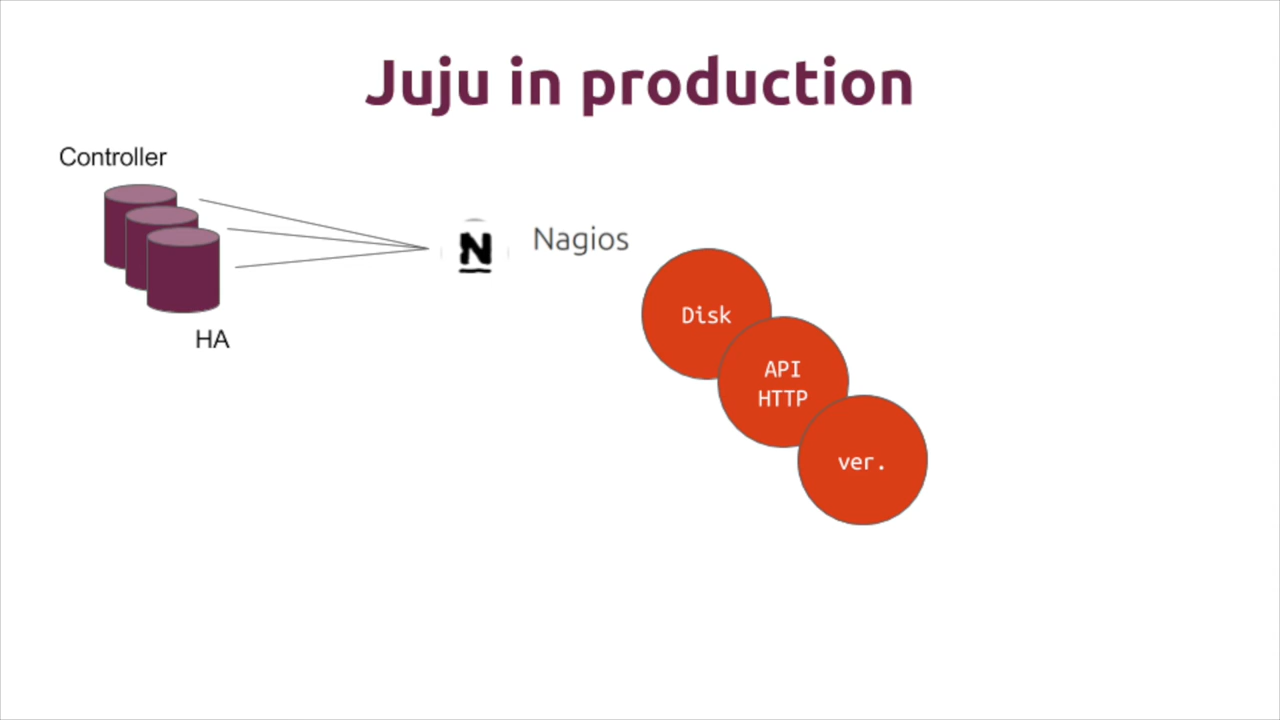 Juju in production
Controller
HA
N
Nagios
Disk
API
HTTP
ver.